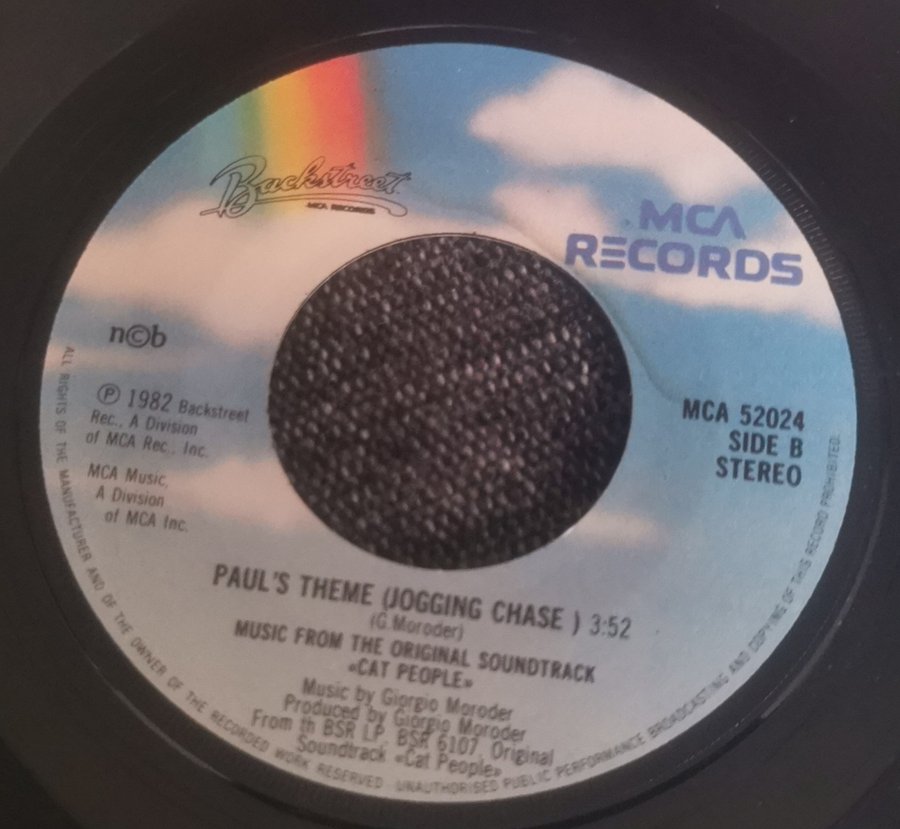 Backstreet
MCA RECORDS
MCA
RECORDS
n©b
℗ 1982 Backstreet
Rec., A Division
of MCA Rec., Inc.
MCA Music,
A Division
of MCA Inc.
MCA 52024
SIDE B
STEREO
PAUL'S THEME (JOGGING CHASE ) 3:52
(G.Moroder)
MUSIC FROM THE ORIGINAL SOUNDTRACK
«CAT PEOPLE»
Music by Giorgio Moroder
Produced by Giorgio Moroder
From th BSR LP BSR 6107, Original
Soundtrack «Cat People»
ALL RIGHTS OF THE MANUFACTURER AND OF THE OWNER OF THE RECORDED WORK RESERVED. UNAUTHORISED PUBLIC PERFORMANCE BROADCASTING AND COPYING OF THIS RECORD PROHIBITED.